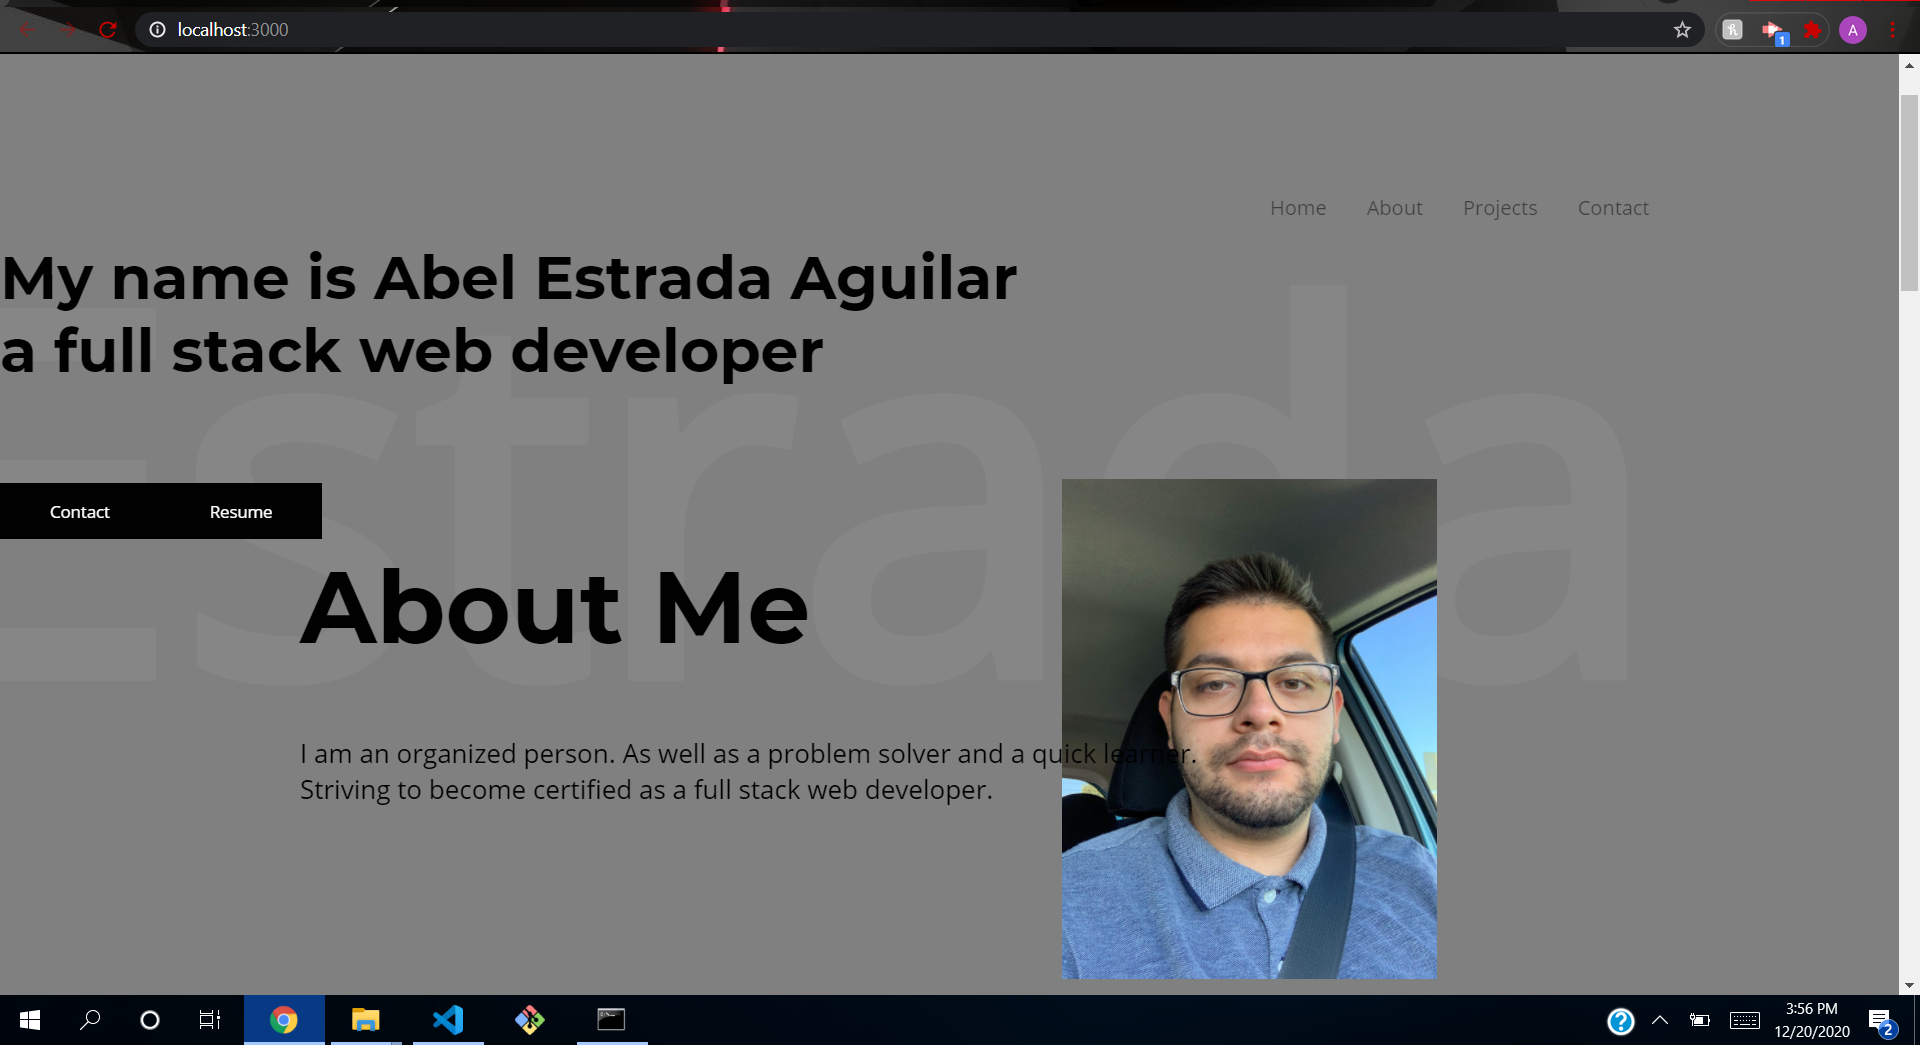 localhost:3000
1
A
Home About Projects Contact
My name is Abel Estrada Aguilar
a full stack web developer
Estrada
Contact Resume
About Me
I am an organized person. As well as a problem solver and a quick learner.
Striving to become certified as a full stack web developer.
3:56 PM
12/20/2020
2